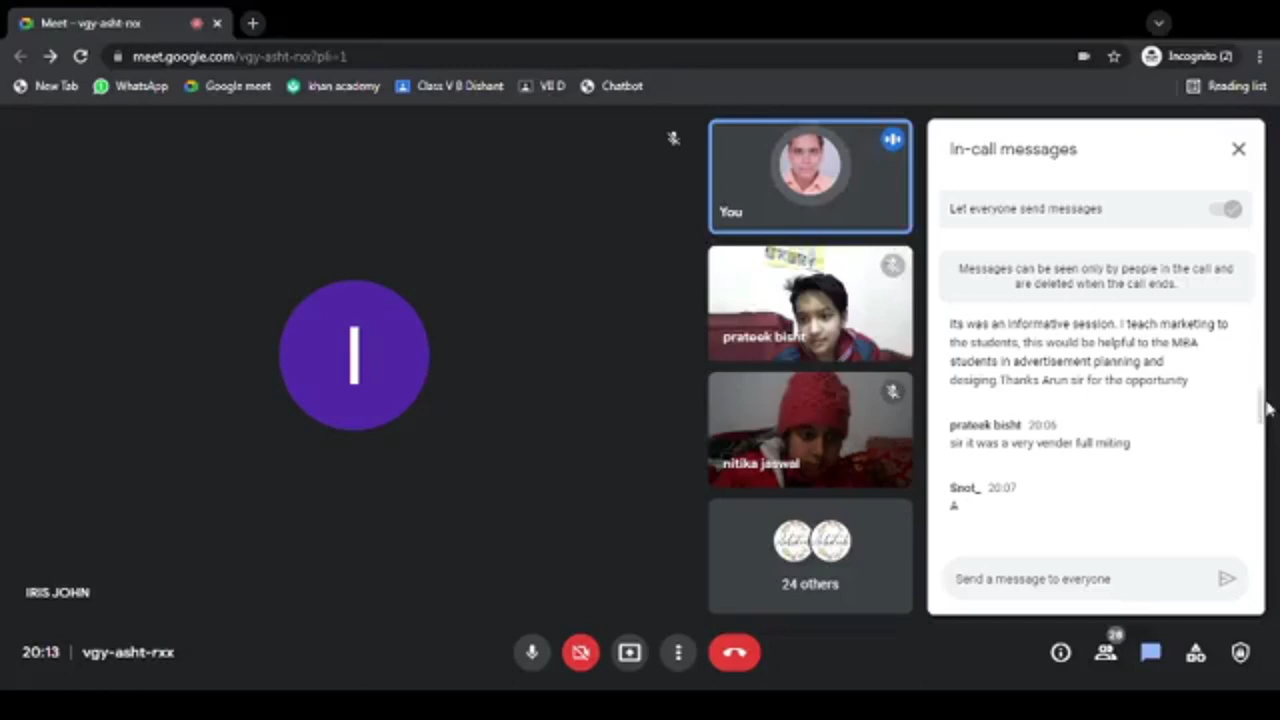 Meet - vgy-asht-rxx
meet.google.com/vgy-asht-rxx?pli=1
Incognito (2)
New Tab
WhatsApp
Google meet
khan academy
Class V B Dishant
VII D
Chatbot
Reading list
You
prateek bisht
nitika jaswal
24 others
I
IRIS JOHN
In-call messages
Let everyone send messages
Messages can be seen only by people in the call and
are deleted when the call ends.
Its was an informative session. I teach marketing to
the students, this would be helpful to the MBA
students in advertisement planning and
desiging.Thanks Arun sir for the opportunity
prateek bisht 20:06
sir it was a very vender full miting
Snot_ 20:07
A
Send a message to everyone
20:13 | vgy-asht-rxx
28